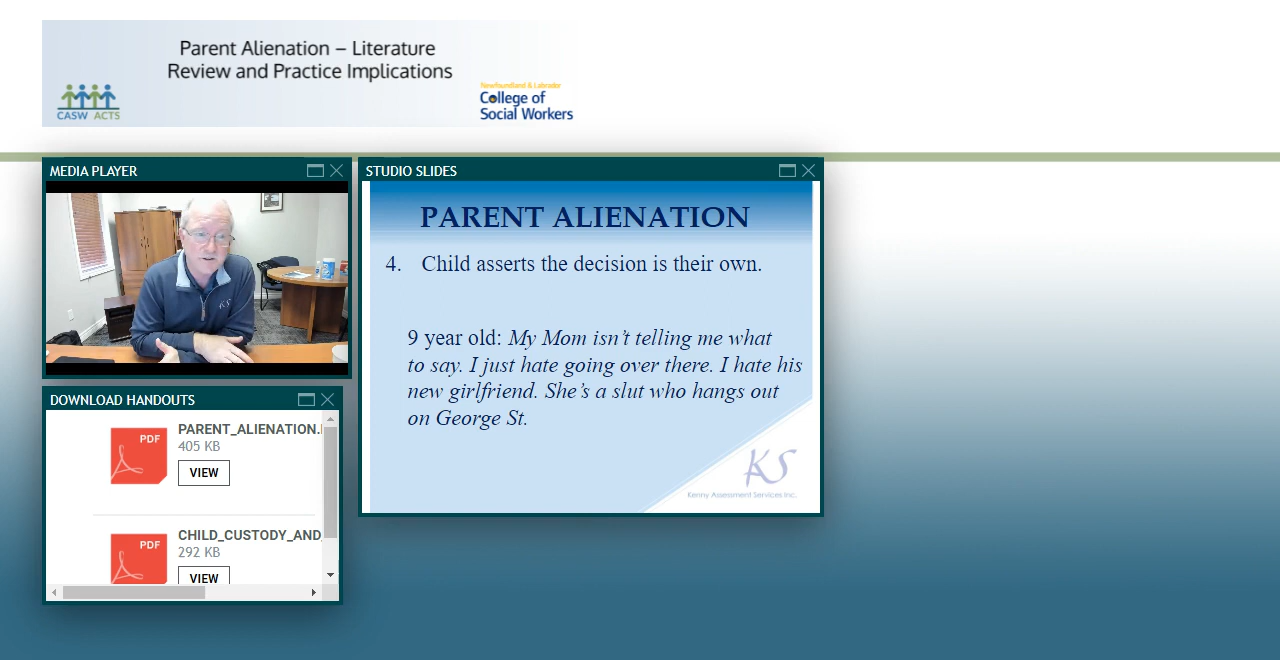 Parent Alienation – Literature
Review and Practice Implications
CASW ACTS
Newfoundland & Labrador
College of
Social Workers
MEDIA PLAYER
KS
STUDIO SLIDES
PARENT ALIENATION
4. Child asserts the decision is their own.
9 year old: My Mom isn't telling me what
to say. I just hate going over there. I hate his
new girlfriend. She's a slut who hangs out
on George St.
KS
Kenny Assessment Services Inc.
DOWNLOAD HANDOUTS
PDF
PARENT_ALIENATION.
405 KB
VIEW
PDF
CHILD_CUSTODY_AND_
292 KB
VIEW